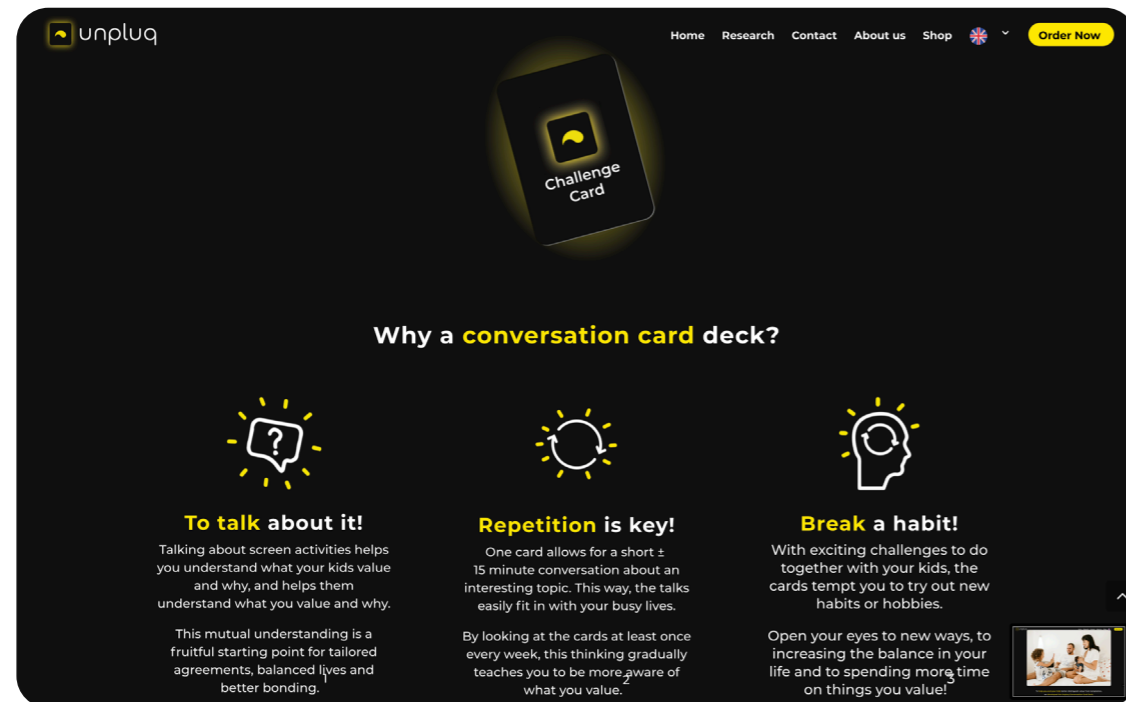 unpluq
Home Research Contact About us Shop Order Now
Challenge
Card
Why a conversation card deck?
?
To talk about it!
Talking about screen activities helps
you understand what your kids value
and why, and helps them
understand what you value and why.
This mutual understanding is a
fruitful starting point for tailored
agreements, balanced lives and
better bonding.
1
Repetition is key!
One card allows for a short ±
15 minute conversation about an
interesting topic. This way, the talks
easily fit in with your busy lives.
By looking at the cards at least once
every week, this thinking gradually
teaches you to be more aware of
what you value.
2
Break a habit!
With exciting challenges to do
together with your kids, the
cards tempt you to try out new
habits or hobbies.
Open your eyes to new ways, to
increasing the balance in your
life and to spending more time
on things you value!
3